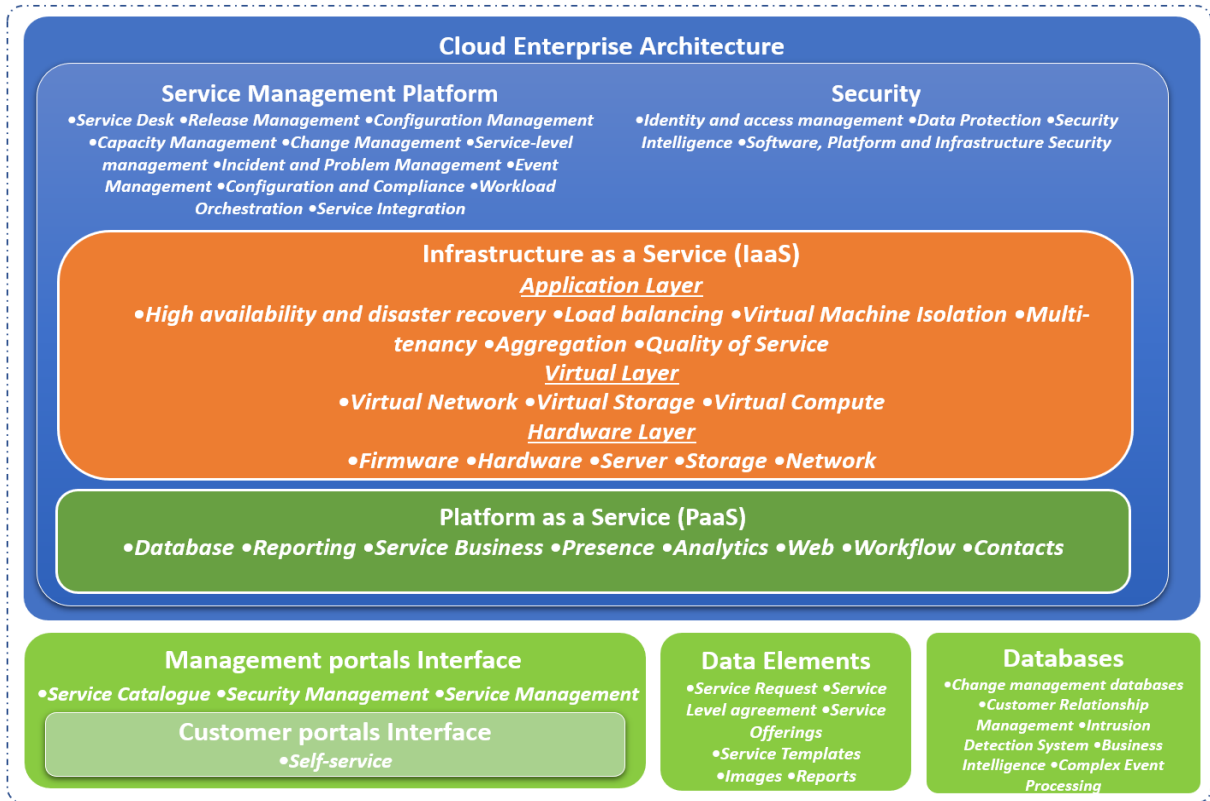 Cloud Enterprise Architecture
Service Management Platform
•Service Desk •Release Management •Configuration Management
•Capacity Management •Change Management •Service-level
management •Incident and Problem Management •Event
Management •Configuration and Compliance •Workload
Orchestration •Service Integration
Security
•Identity and access management •Data Protection •Security
Intelligence •Software, Platform and Infrastructure Security
Infrastructure as a Service (IaaS)
Application Layer
•High availability and disaster recovery •Load balancing •Virtual Machine Isolation •Multi-
tenancy •Aggregation •Quality of Service
Virtual Layer
•Virtual Network •Virtual Storage •Virtual Compute
Hardware Layer
•Firmware •Hardware •Server •Storage •Network
Platform as a Service (PaaS)
•Database •Reporting •Service Business •Presence •Analytics •Web •Workflow •Contacts
Management portals Interface
•Service Catalogue •Security Management •Service Management
Customer portals Interface
•Self-service
Data Elements
•Service Request •Service
Level agreement •Service
Offerings
•Service Templates
•Images •Reports
Databases
•Change management databases
•Customer Relationship
Management •Intrusion
Detection System •Business
Intelligence •Complex Event
Processing